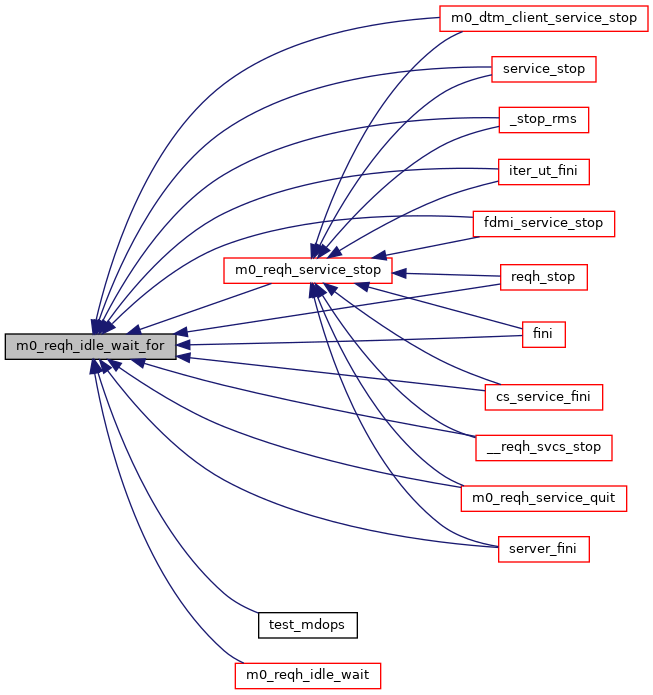 m0_dtm_client_service_stop
service_stop
_stop_rms
iter_ut_fini
fdmi_service_stop
m0_reqh_service_stop
reqh_stop
fini
m0_reqh_idle_wait_for
cs_service_fini
__reqh_svcs_stop
m0_reqh_service_quit
server_fini
test_mdops
m0_reqh_idle_wait